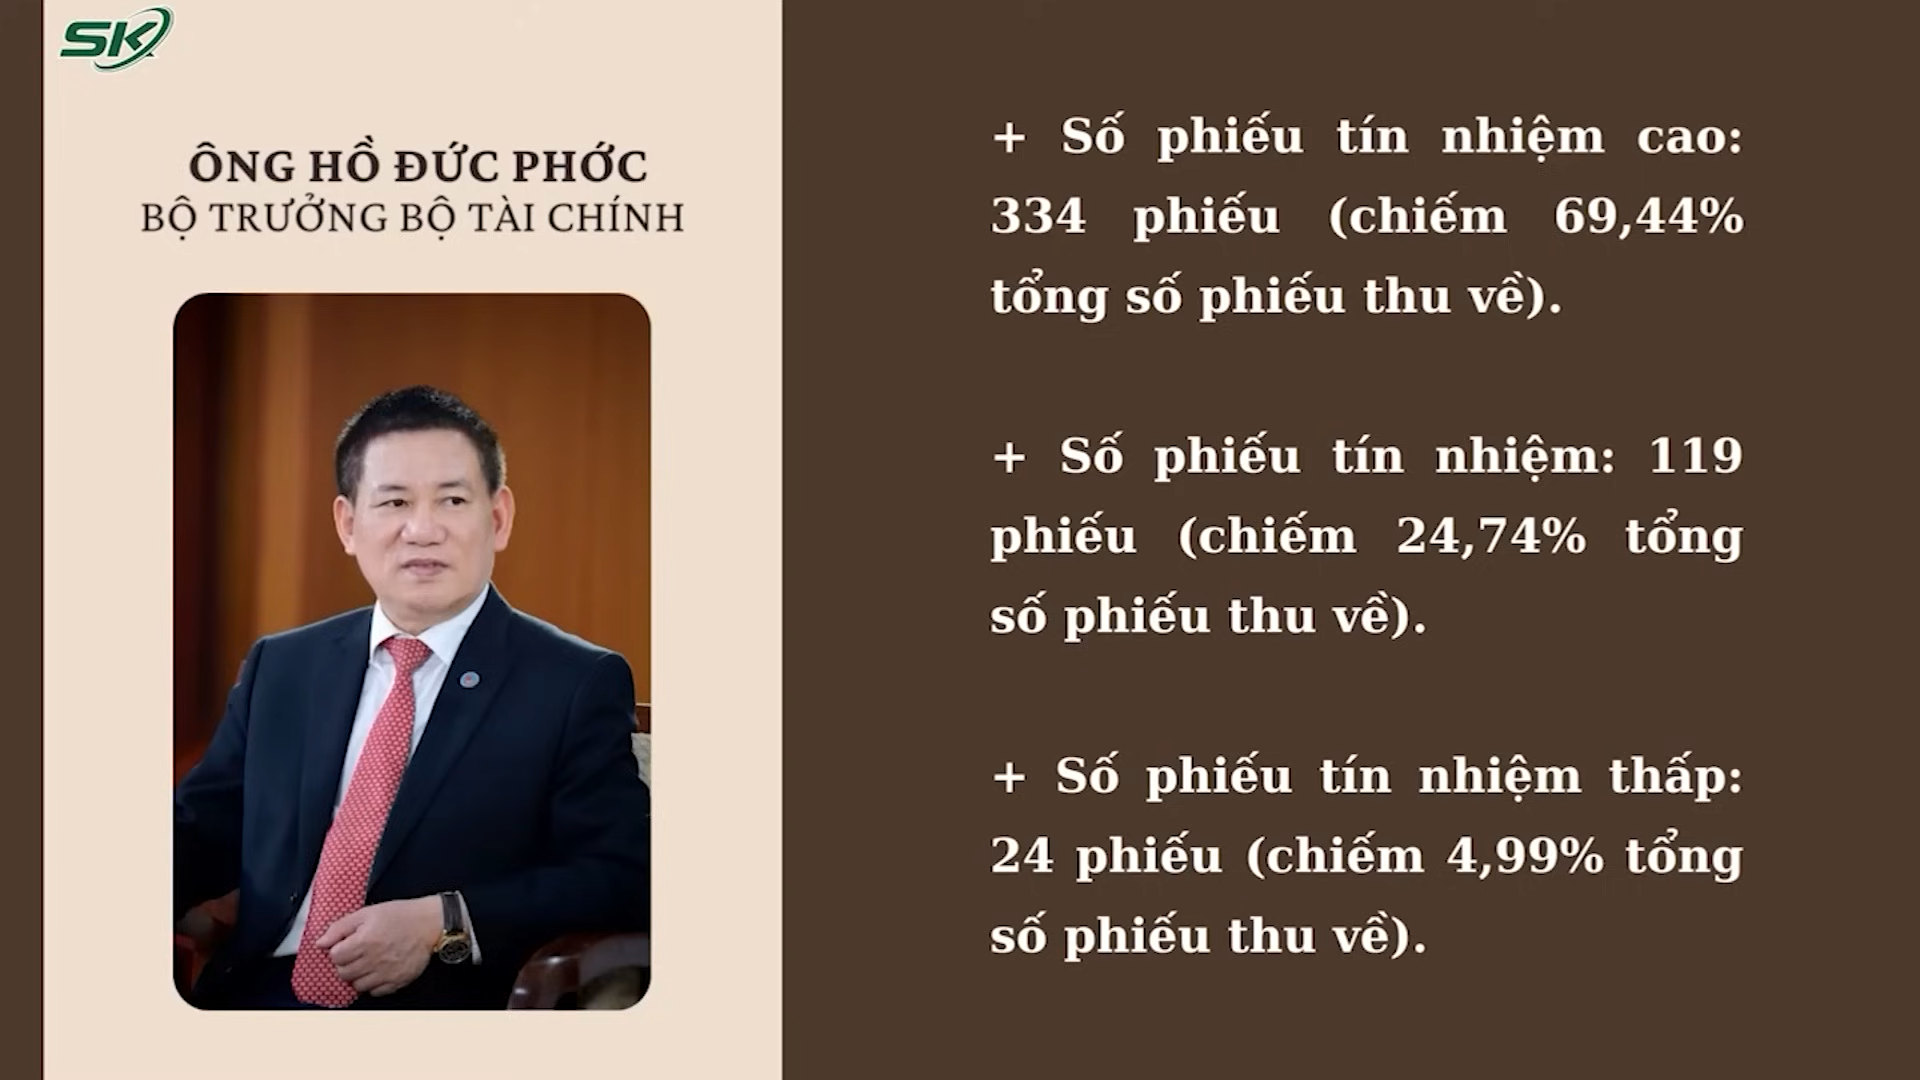 SK
ÔNG HỒ ĐỨC PHỚC
BỘ TRƯỞNG BỘ TÀI CHÍNH
+ Số phiếu tín nhiệm cao:
334 phiếu (chiếm 69,44%
tổng số phiếu thu về).
+ Số phiếu tín nhiệm: 119
phiếu (chiếm 24,74% tổng
số phiếu thu về).
+ Số phiếu tín nhiệm thấp:
24 phiếu (chiếm 4,99% tổng
số phiếu thu về).